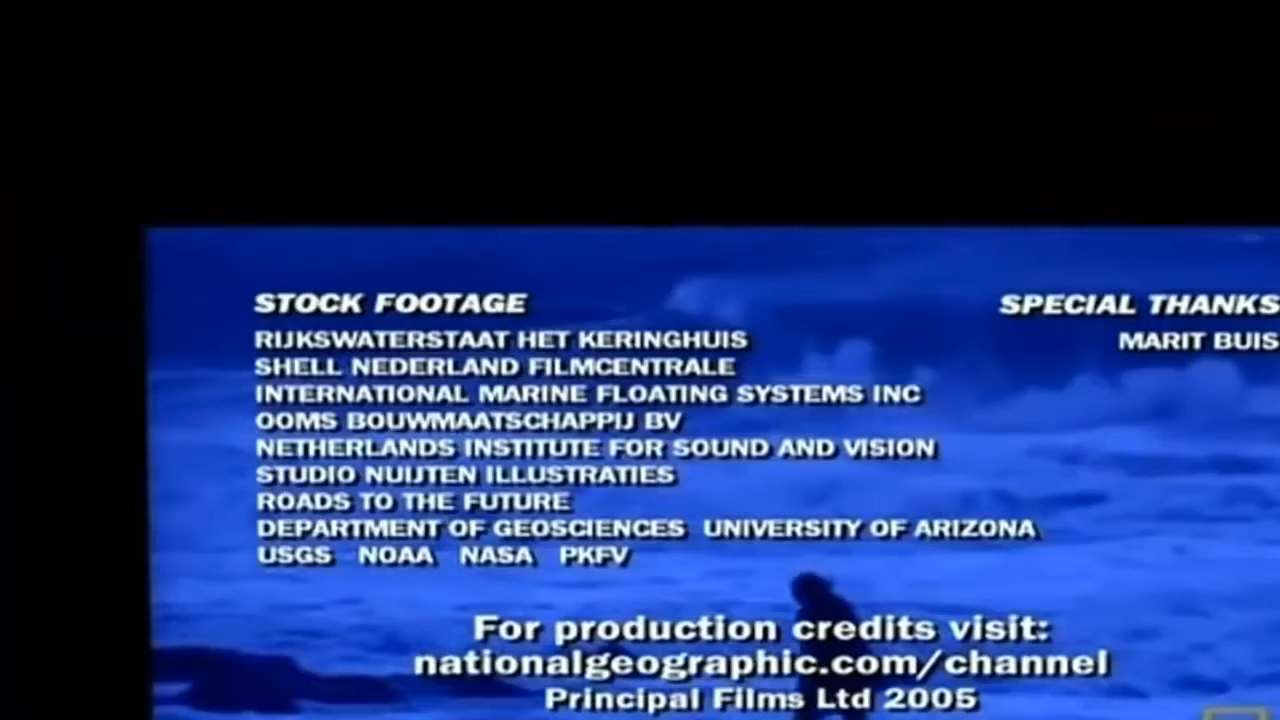 STOCK FOOTAGE
RIJKSWATERSTAAT HET KERINGHUIS
SHELL NEDERLAND FILMCENTRALE
INTERNATIONAL MARINE FLOATING SYSTEMS INC
OOMS BOUWMAATSCHAPPIJ BV
NETHERLANDS INSTITUTE FOR SOUND AND VISION
STUDIO NUIJTEN ILLUSTRATIES
ROADS TO THE FUTURE
DEPARTMENT OF GEOSCIENCES UNIVERSITY OF ARIZONA
USGS NOAA NASA PKFV
SPECIAL THANKS
MARIT BUIS
For production credits visit:
nationalgeographic.com/channel
Principal Films Ltd 2005